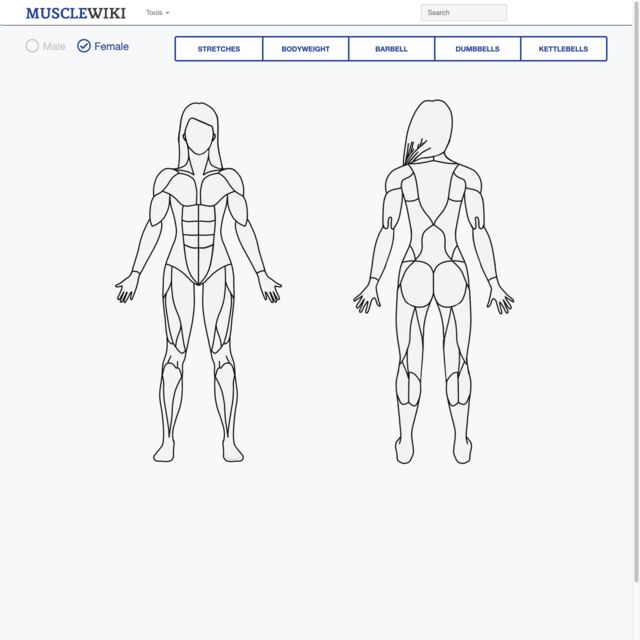 MUSCLEWIKI
Tools
Search
Male
Female
STRETCHES
BODYWEIGHT
BARBELL
DUMBBELLS
KETTLEBELLS